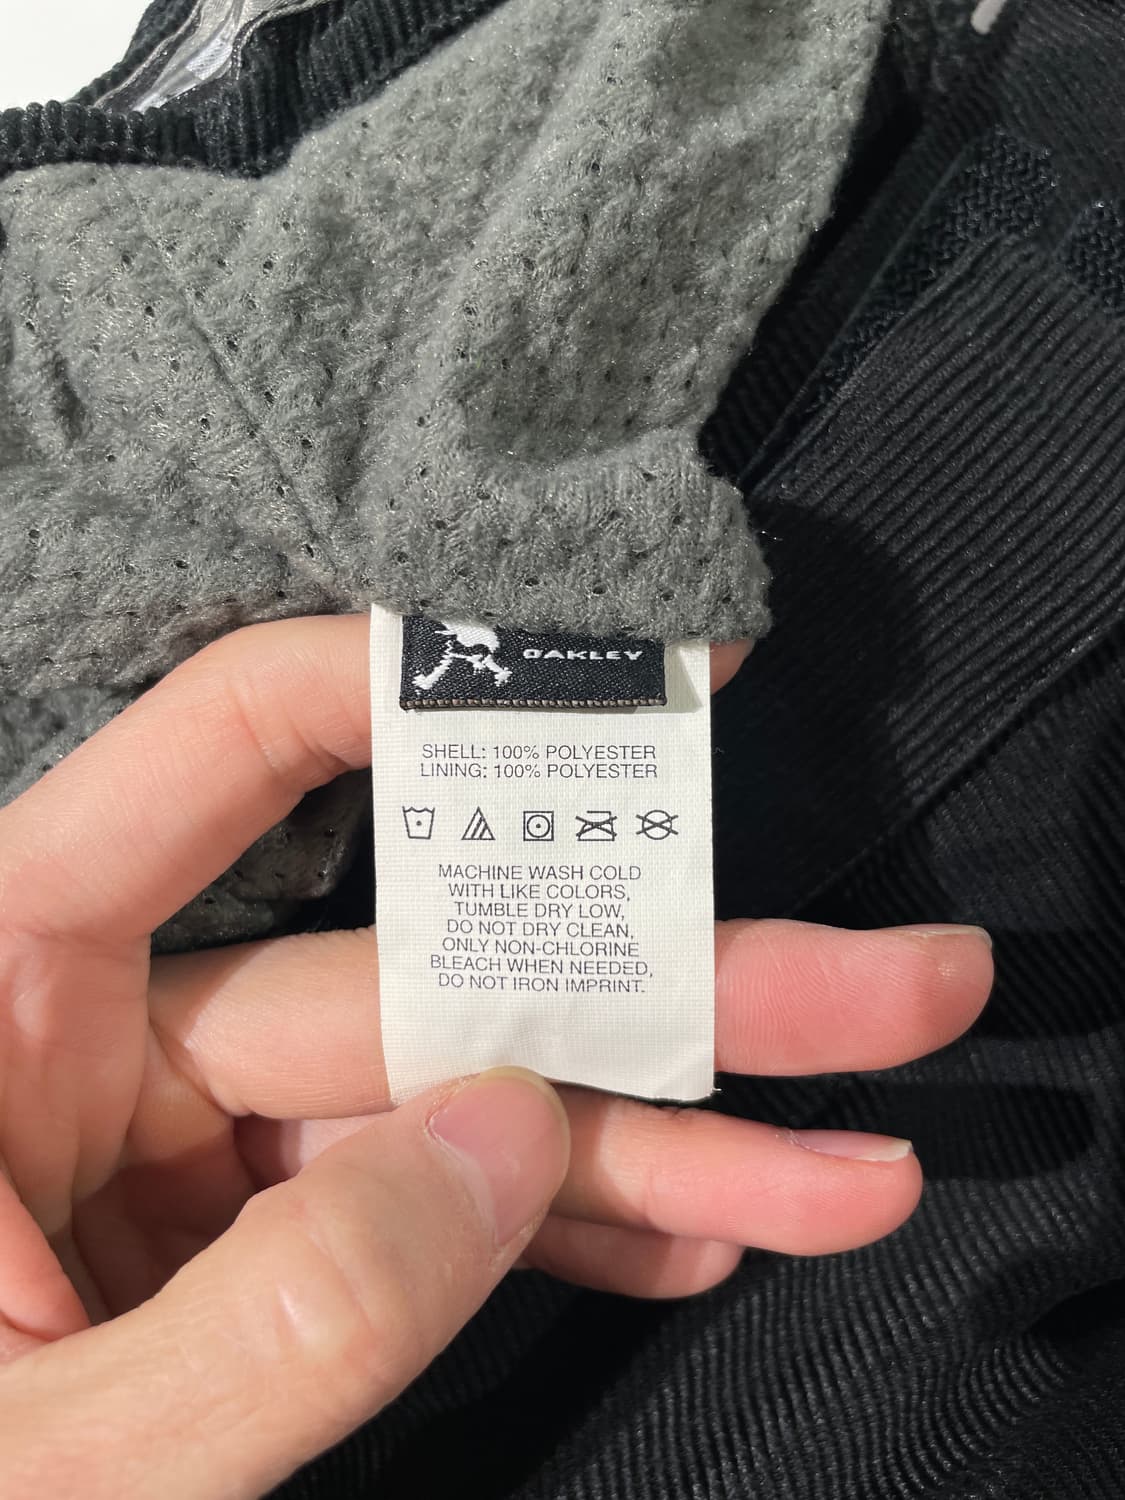 OAKLEY
SHELL: 100% POLYESTER
LINING: 100% POLYESTER
MACHINE WASH COLD
WITH LIKE COLORS,
TUMBLE DRY LOW,
DO NOT DRY CLEAN,
ONLY NON-CHLORINE
BLEACH WHEN NEEDED,
DO NOT IRON IMPRINT.